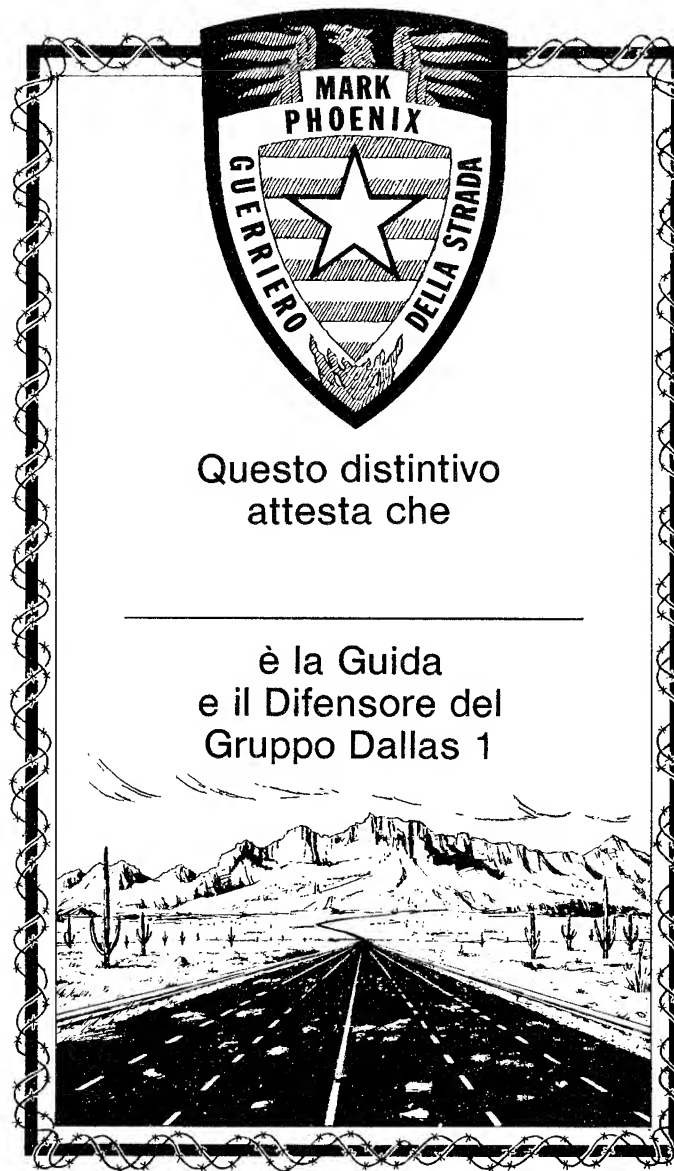 MARK
PHOENIX
GUERRIERO
DELLA STRADA
Questo distintivo
attesta che
è la Guida
e il Difensore del
Gruppo Dallas 1